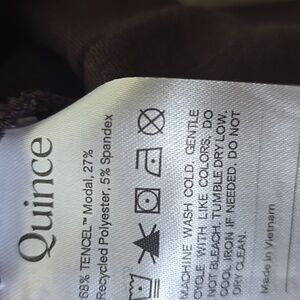 Quince
68% TENCEL™ Modal, 27%
Recycled Polyester, 5% Spandex
MACHINE WASH COLD. GENTLE
CYCLE WITH LIKE COLORS. DO
NOT BLEACH. TUMBLE DRY LOW.
COOL IRON IF NEEDED. DO NOT
DRY CLEAN.
Made in Vietnam